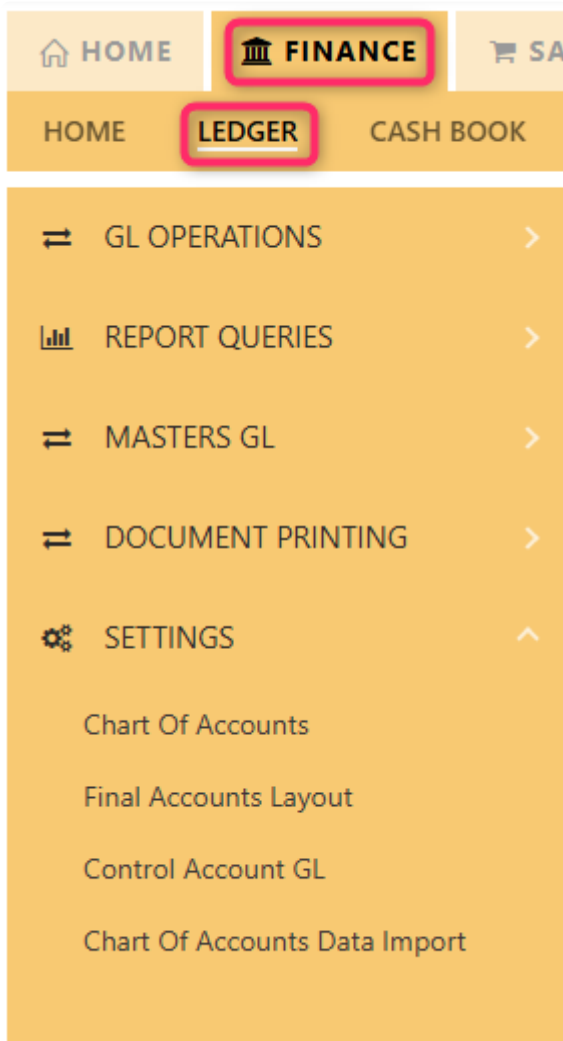 HOME FINANCE SA
HOME LEDGER CASH BOOK
GL OPERATIONS
REPORT QUERIES
MASTERS GL
DOCUMENT PRINTING
SETTINGS
Chart Of Accounts
Final Accounts Layout
Control Account GL
Chart Of Accounts Data Import